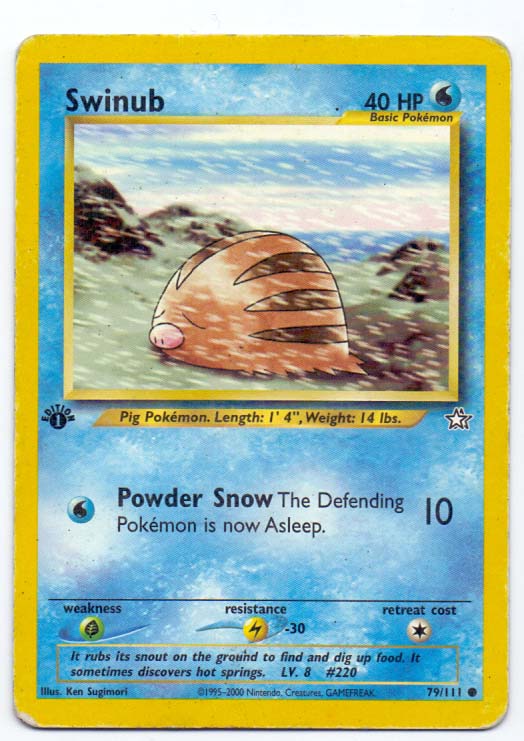 Swinub
40 HP
Basic Pokémon
EDITION
1
Pig Pokémon. Length: 1' 4", Weight: 14 lbs.
Powder Snow The Defending
Pokémon is now Asleep.
10
weakness
resistance
retreat cost
-30
It rubs its snout on the ground to find and dig up food. It
sometimes discovers hot springs. LV. 8 #220
Illus. Ken Sugimori
©1995-2000 Nintendo, Creatures, GAMEFREAK.
79/111